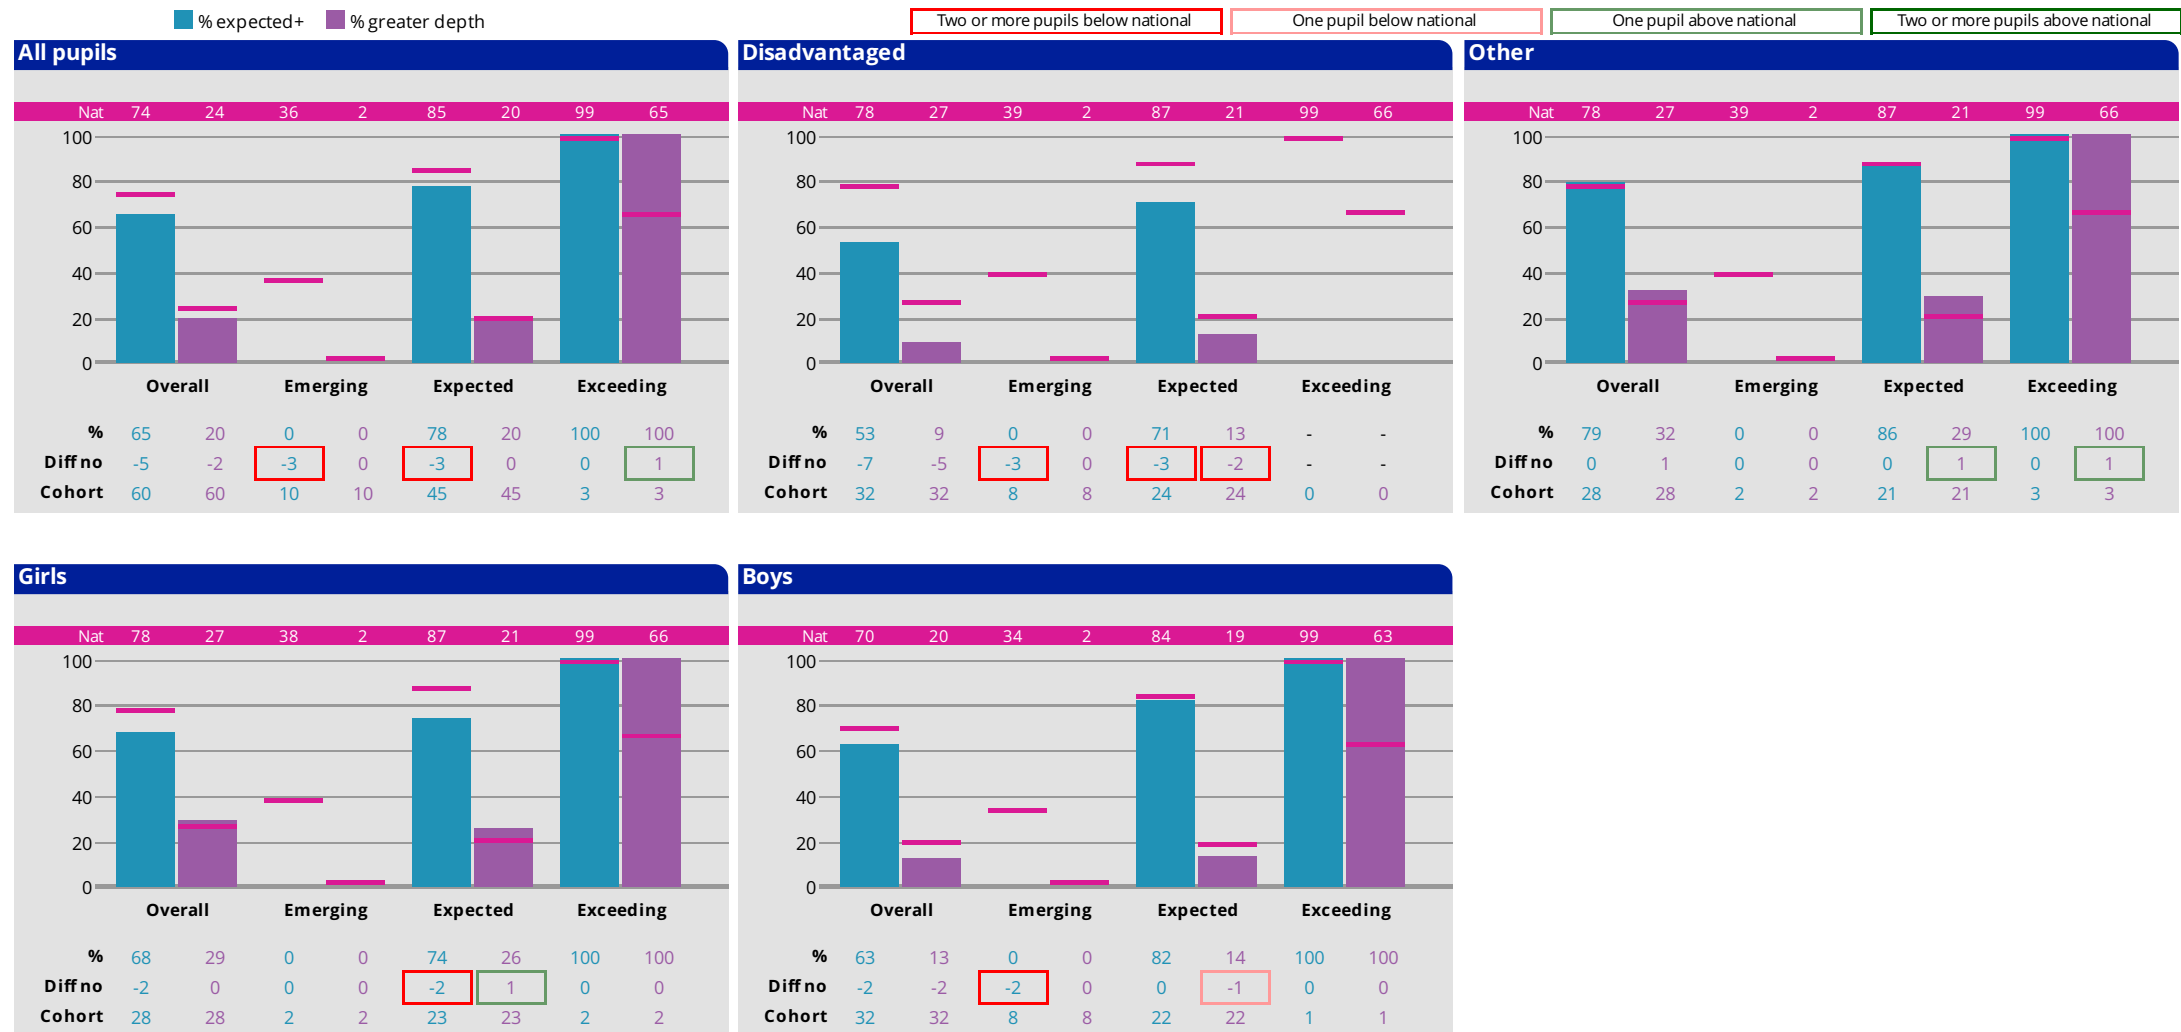 % expected+ % greater depth Two or more pupils below national One pupil below national One pupil above national Two or more pupils above national
All pupils
Nat 74 24 36 2 85 20 99 65
100
80
60
40
20
0
Overall Emerging Expected Exceeding
% 65 20 0 0 78 20 100 100
Diff no -5 -2 -3 0 -3 0 0 1
Cohort 60 60 10 10 45 45 3 3
Disadvantaged
Nat 78 27 39 2 87 21 99 66
100
80
60
40
20
0
Overall Emerging Expected Exceeding
% 53 9 0 0 71 13 - -
Diff no -7 -5 -3 0 -3 -2 - -
Cohort 32 32 8 8 24 24 0 0
Other
Nat 78 27 39 2 87 21 99 66
100
80
60
40
20
0
Overall Emerging Expected Exceeding
% 79 32 0 0 86 29 100 100
Diff no 0 1 0 0 0 1 0 1
Cohort 28 28 2 2 21 21 3 3
Girls
Nat 78 27 38 2 87 21 99 66
100
80
60
40
20
0
Overall Emerging Expected Exceeding
% 68 29 0 0 74 26 100 100
Diff no -2 0 0 0 -2 1 0 0
Cohort 28 28 2 2 23 23 2 2
Boys
Nat 70 20 34 2 84 19 99 63
100
80
60
40
20
0
Overall Emerging Expected Exceeding
% 63 13 0 0 82 14 100 100
Diff no -2 -2 -2 0 0 -1 0 0
Cohort 32 32 8 8 22 22 1 1